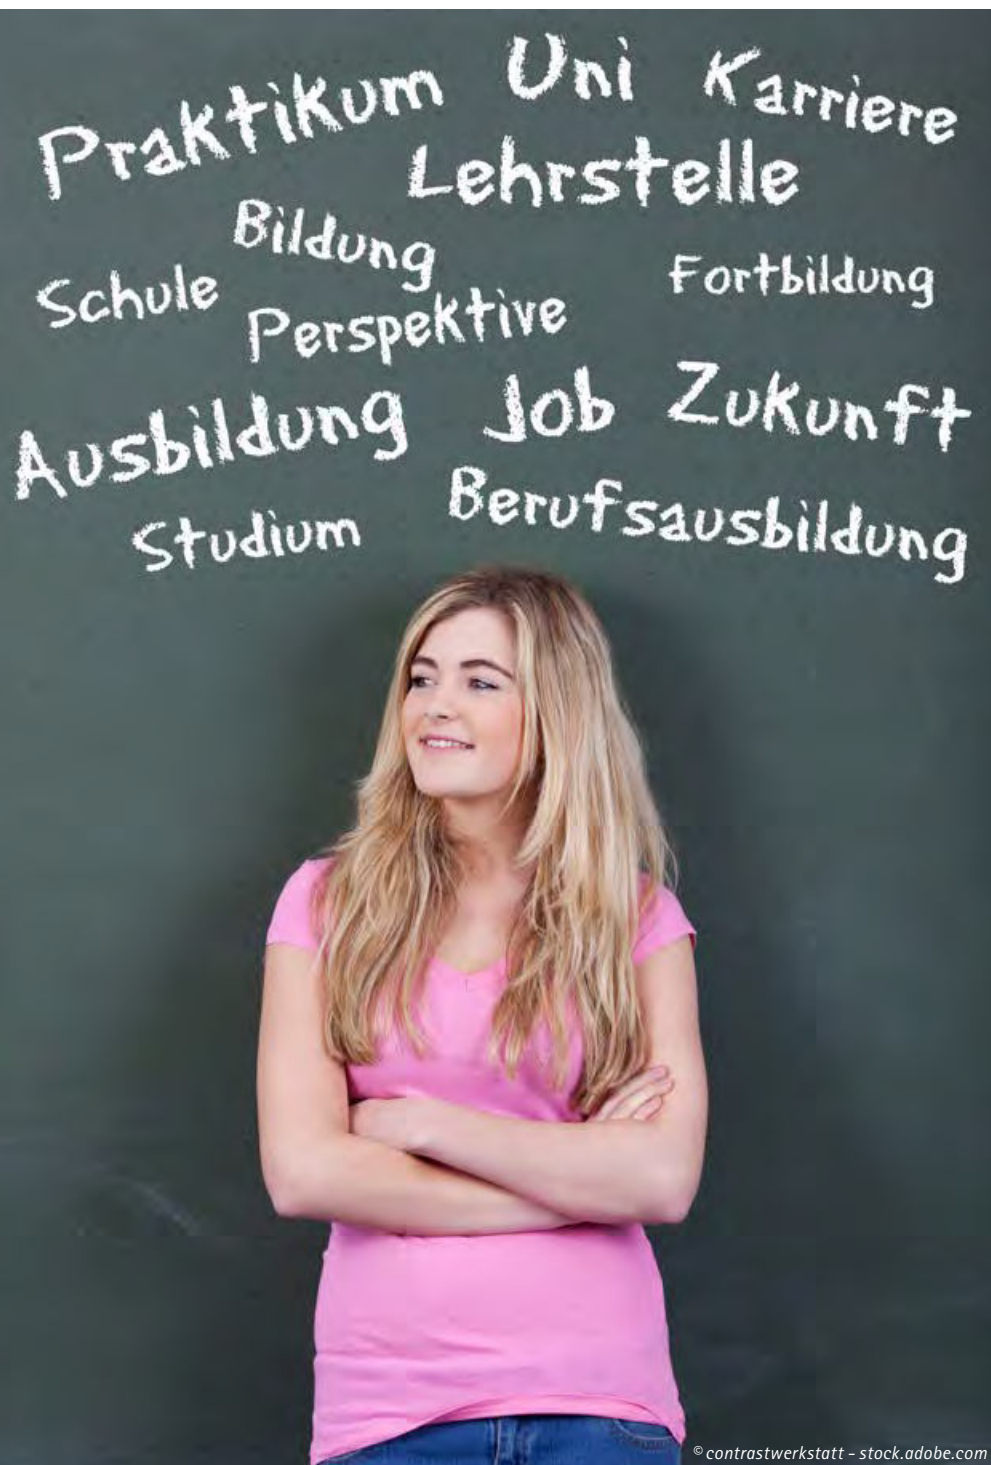 Praktikum Uni Karriere
Lehrstelle
Bildung
Schule Fortbildung
Perspektive
Ausbildung Job Zukunft
Studium Berufsausbildung
© contrastwerkstatt – stock.adobe.com